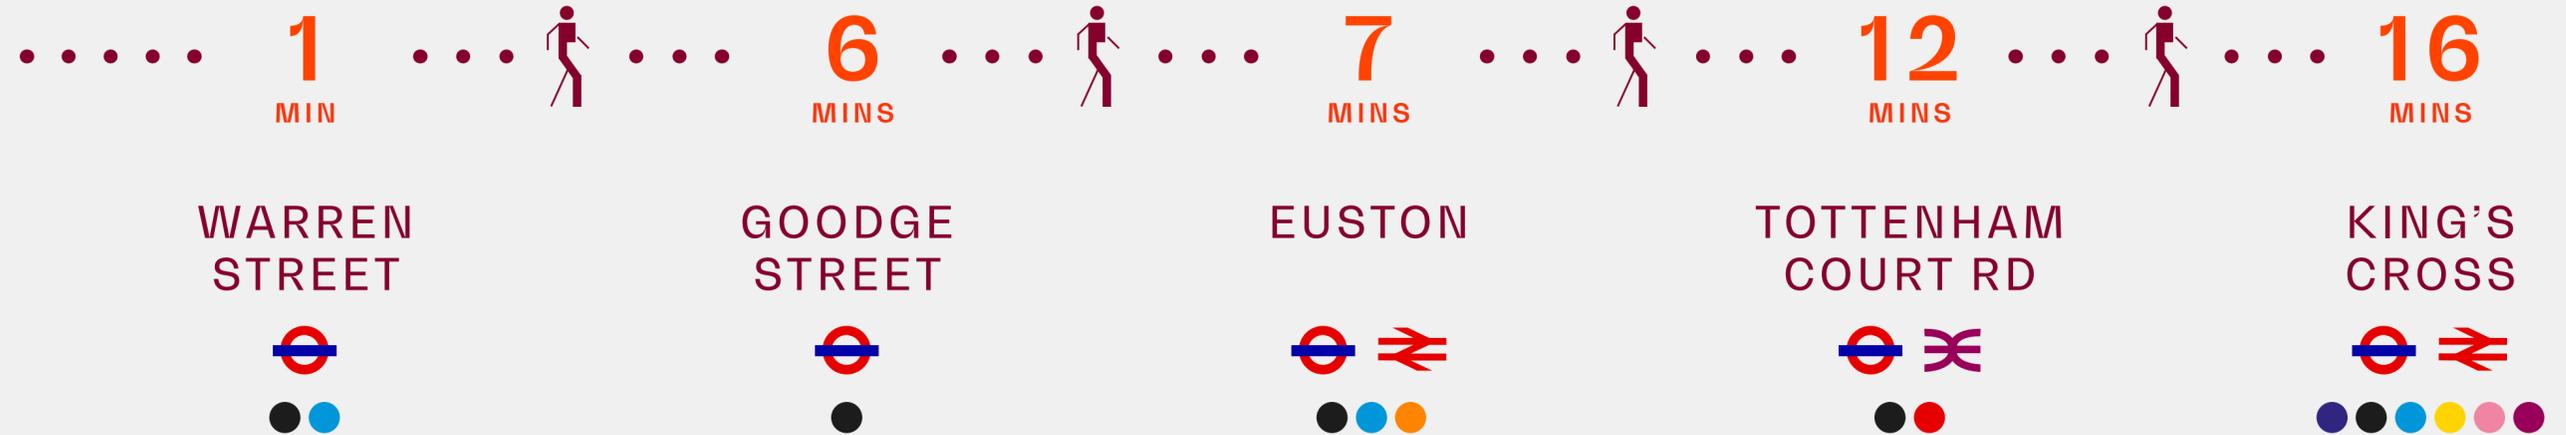 1 6 7 12 16
MIN MINS MINS MINS MINS
WARREN GOODGE EUSTON TOTTENHAM KING’S
STREET STREET COURT RD CROSS